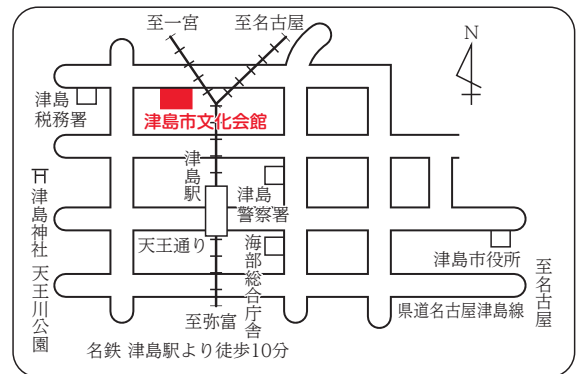 至一宮
至名古屋
N
津島
税務署
津島市文化会館
津島駅
津島
警察署
津島神社
天王川公園
天王通り
海部総合庁舎
津島市役所
至名古屋
至弥富
県道名古屋津島線
名鉄 津島駅より徒歩10分